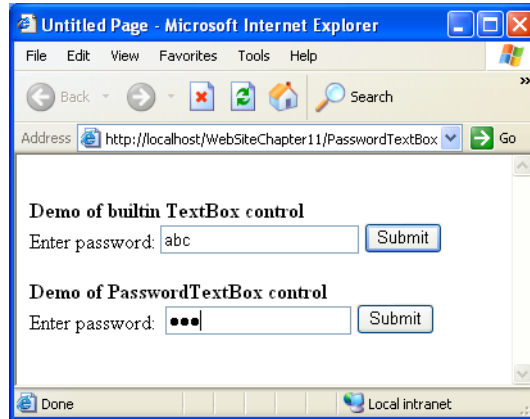 Untitled Page - Microsoft Internet Explorer
File Edit View Favorites Tools Help
Back Search »
Address http://localhost/WebSiteChapter11/PasswordTextBox Go
Demo of builtin TextBox control
Enter password: abc Submit
Demo of PasswordTextBox control
Enter password: ●●● Submit
Done Local intranet